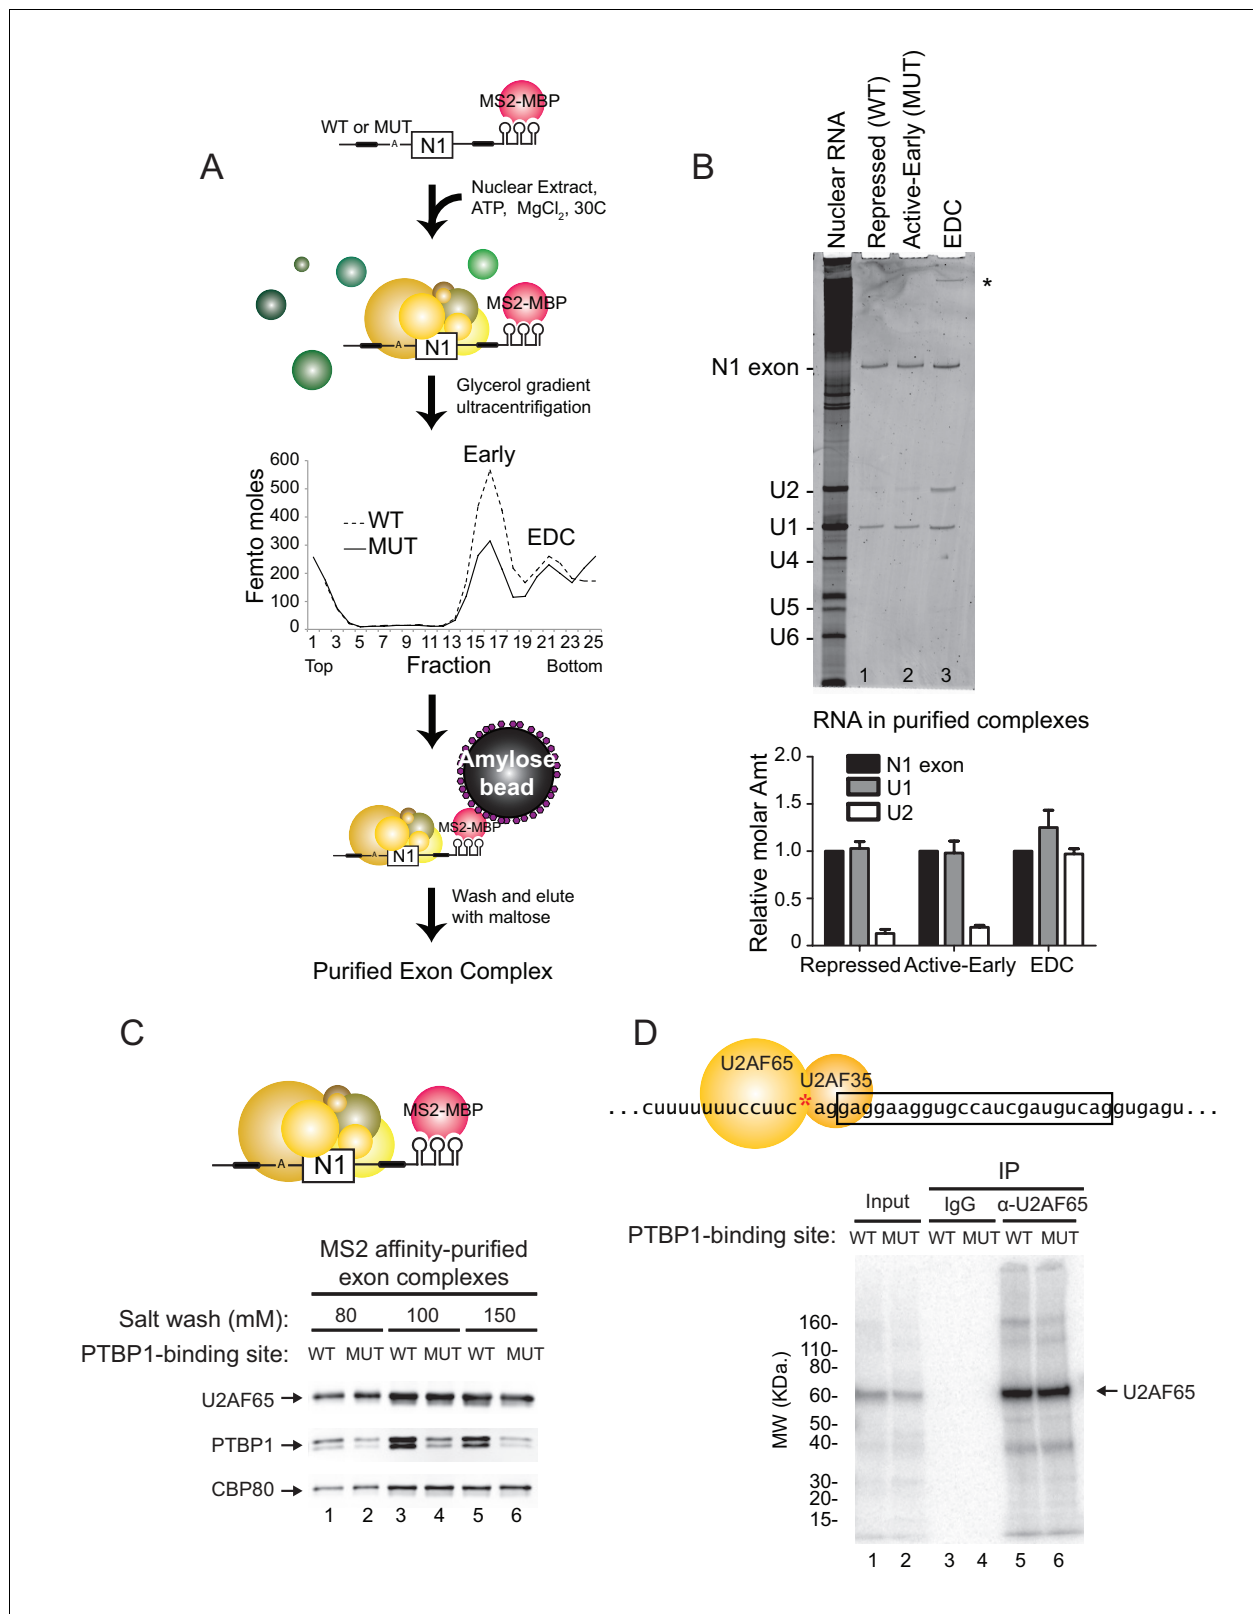 A
MS2-MBP
WT or MUT
A
N1
Nuclear Extract,
ATP, MgCl2, 30C
MS2-MBP
A
N1
Glycerol gradient
ultracentrifigation
Early
EDC
WT
MUT
Femto moles
600
500
400
300
200
100
0
1 3 5 7 9 11 13 15 17 19 21 23 25
Top Fraction Bottom
Amylose
bead
MS2-MBP
A
N1
Wash and elute
with maltose
Purified Exon Complex
B
Nuclear RNA
Repressed (WT)
Active-Early (MUT)
EDC
*
N1 exon -
U2 -
U1 -
U4 -
U5 -
U6 -
1 2 3
RNA in purified complexes
Relative molar Amt
2.0
1.5
1.0
0.5
0
N1 exon
U1
U2
Repressed Active-Early EDC
C
MS2-MBP
A
N1
MS2 affinity-purified
exon complexes
Salt wash (mM): 80 100 150
PTBP1-binding site: WT MUT WT MUT WT MUT
U2AF65
PTBP1
CBP80
1 2 3 4 5 6
D
U2AF65
U2AF35
...cuuuuuuuccuuc*aggaggaaggugccaucgaugucaggugagu...
IP
Input IgG α-U2AF65
PTBP1-binding site: WT MUT WT MUT WT MUT
MW (KDa.)
160-
110-
80-
60-
50-
40-
30-
20-
15-
U2AF65
1 2 3 4 5 6